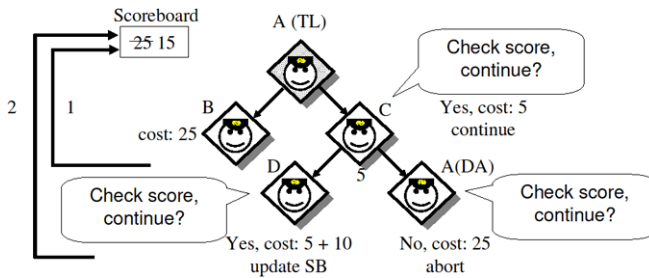 Scoreboard
25 15
A (TL)
Check score,
continue?
2
1
B
C
cost: 25
Yes, cost: 5
continue
D
5
A(DA)
Check score,
continue?
Check score,
continue?
Yes, cost: 5 + 10
update SB
No, cost: 25
abort